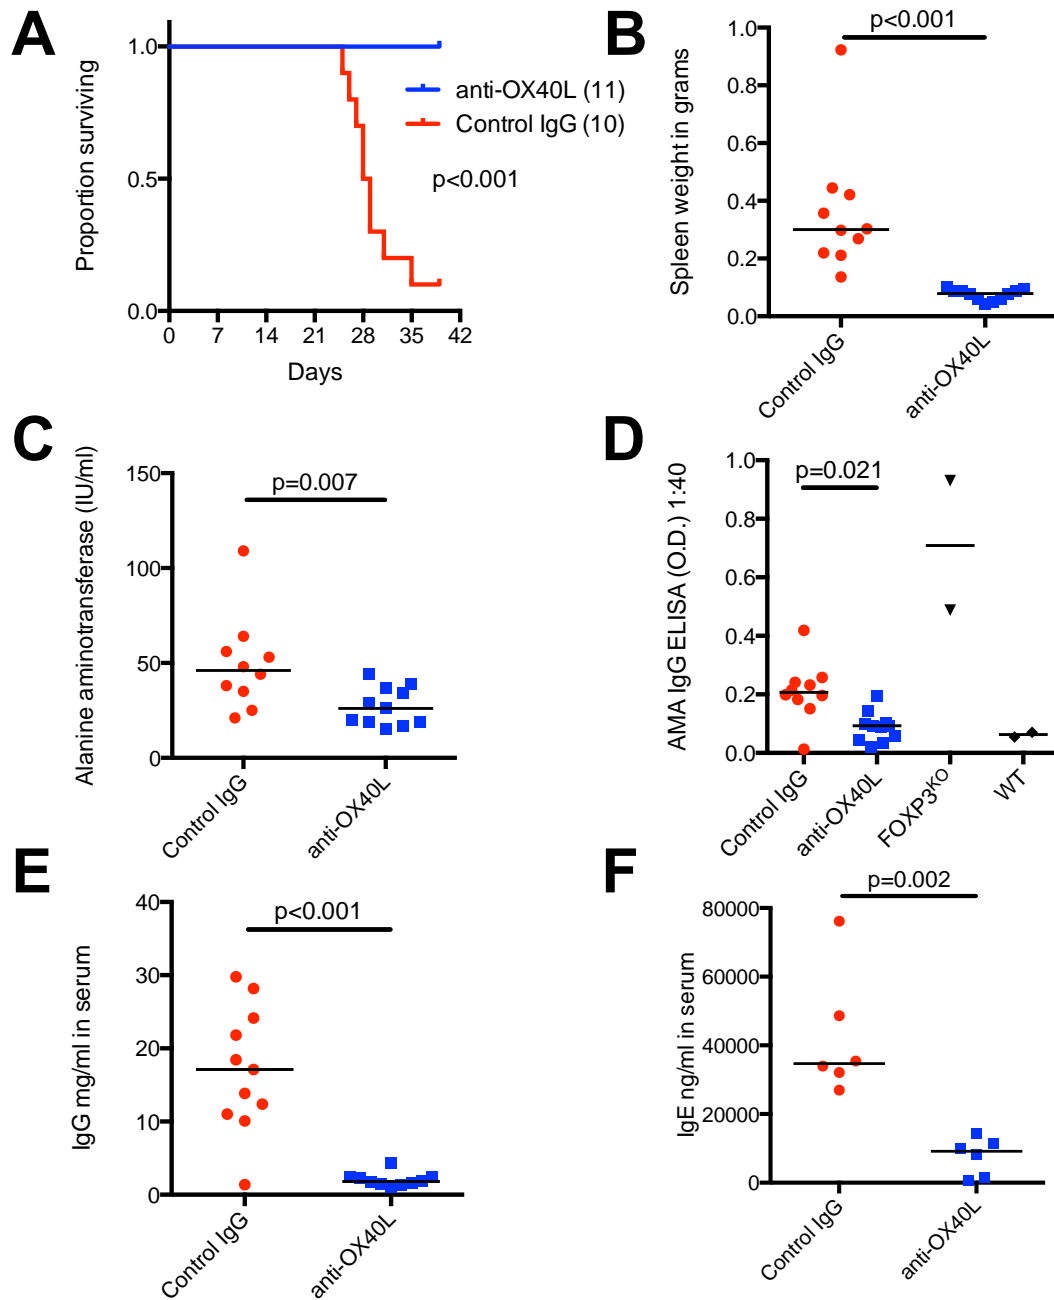 A
Proportion surviving
1.0
0.5
0.0
0 7 14 21 28 35 42
Days
anti-OX40L (11)
Control IgG (10)
p<0.001
B
p<0.001
Spleen weight in grams
1.0
0.8
0.6
0.4
0.2
0.0
Control IgG
anti-OX40L
C
Alanine aminotransferase (IU/ml)
150
100
50
0
p=0.007
Control IgG
anti-OX40L
D
AMA IgG ELISA (O.D.) 1:40
1.0
0.8
0.6
0.4
0.2
0.0
p=0.021
Control IgG
anti-OX40L
FOXP3KO
WT
E
IgG mg/ml in serum
40
30
20
10
0
p<0.001
Control IgG
anti-OX40L
F
p=0.002
IgE ng/ml in serum
80000
60000
40000
20000
0
Control IgG
anti-OX40L